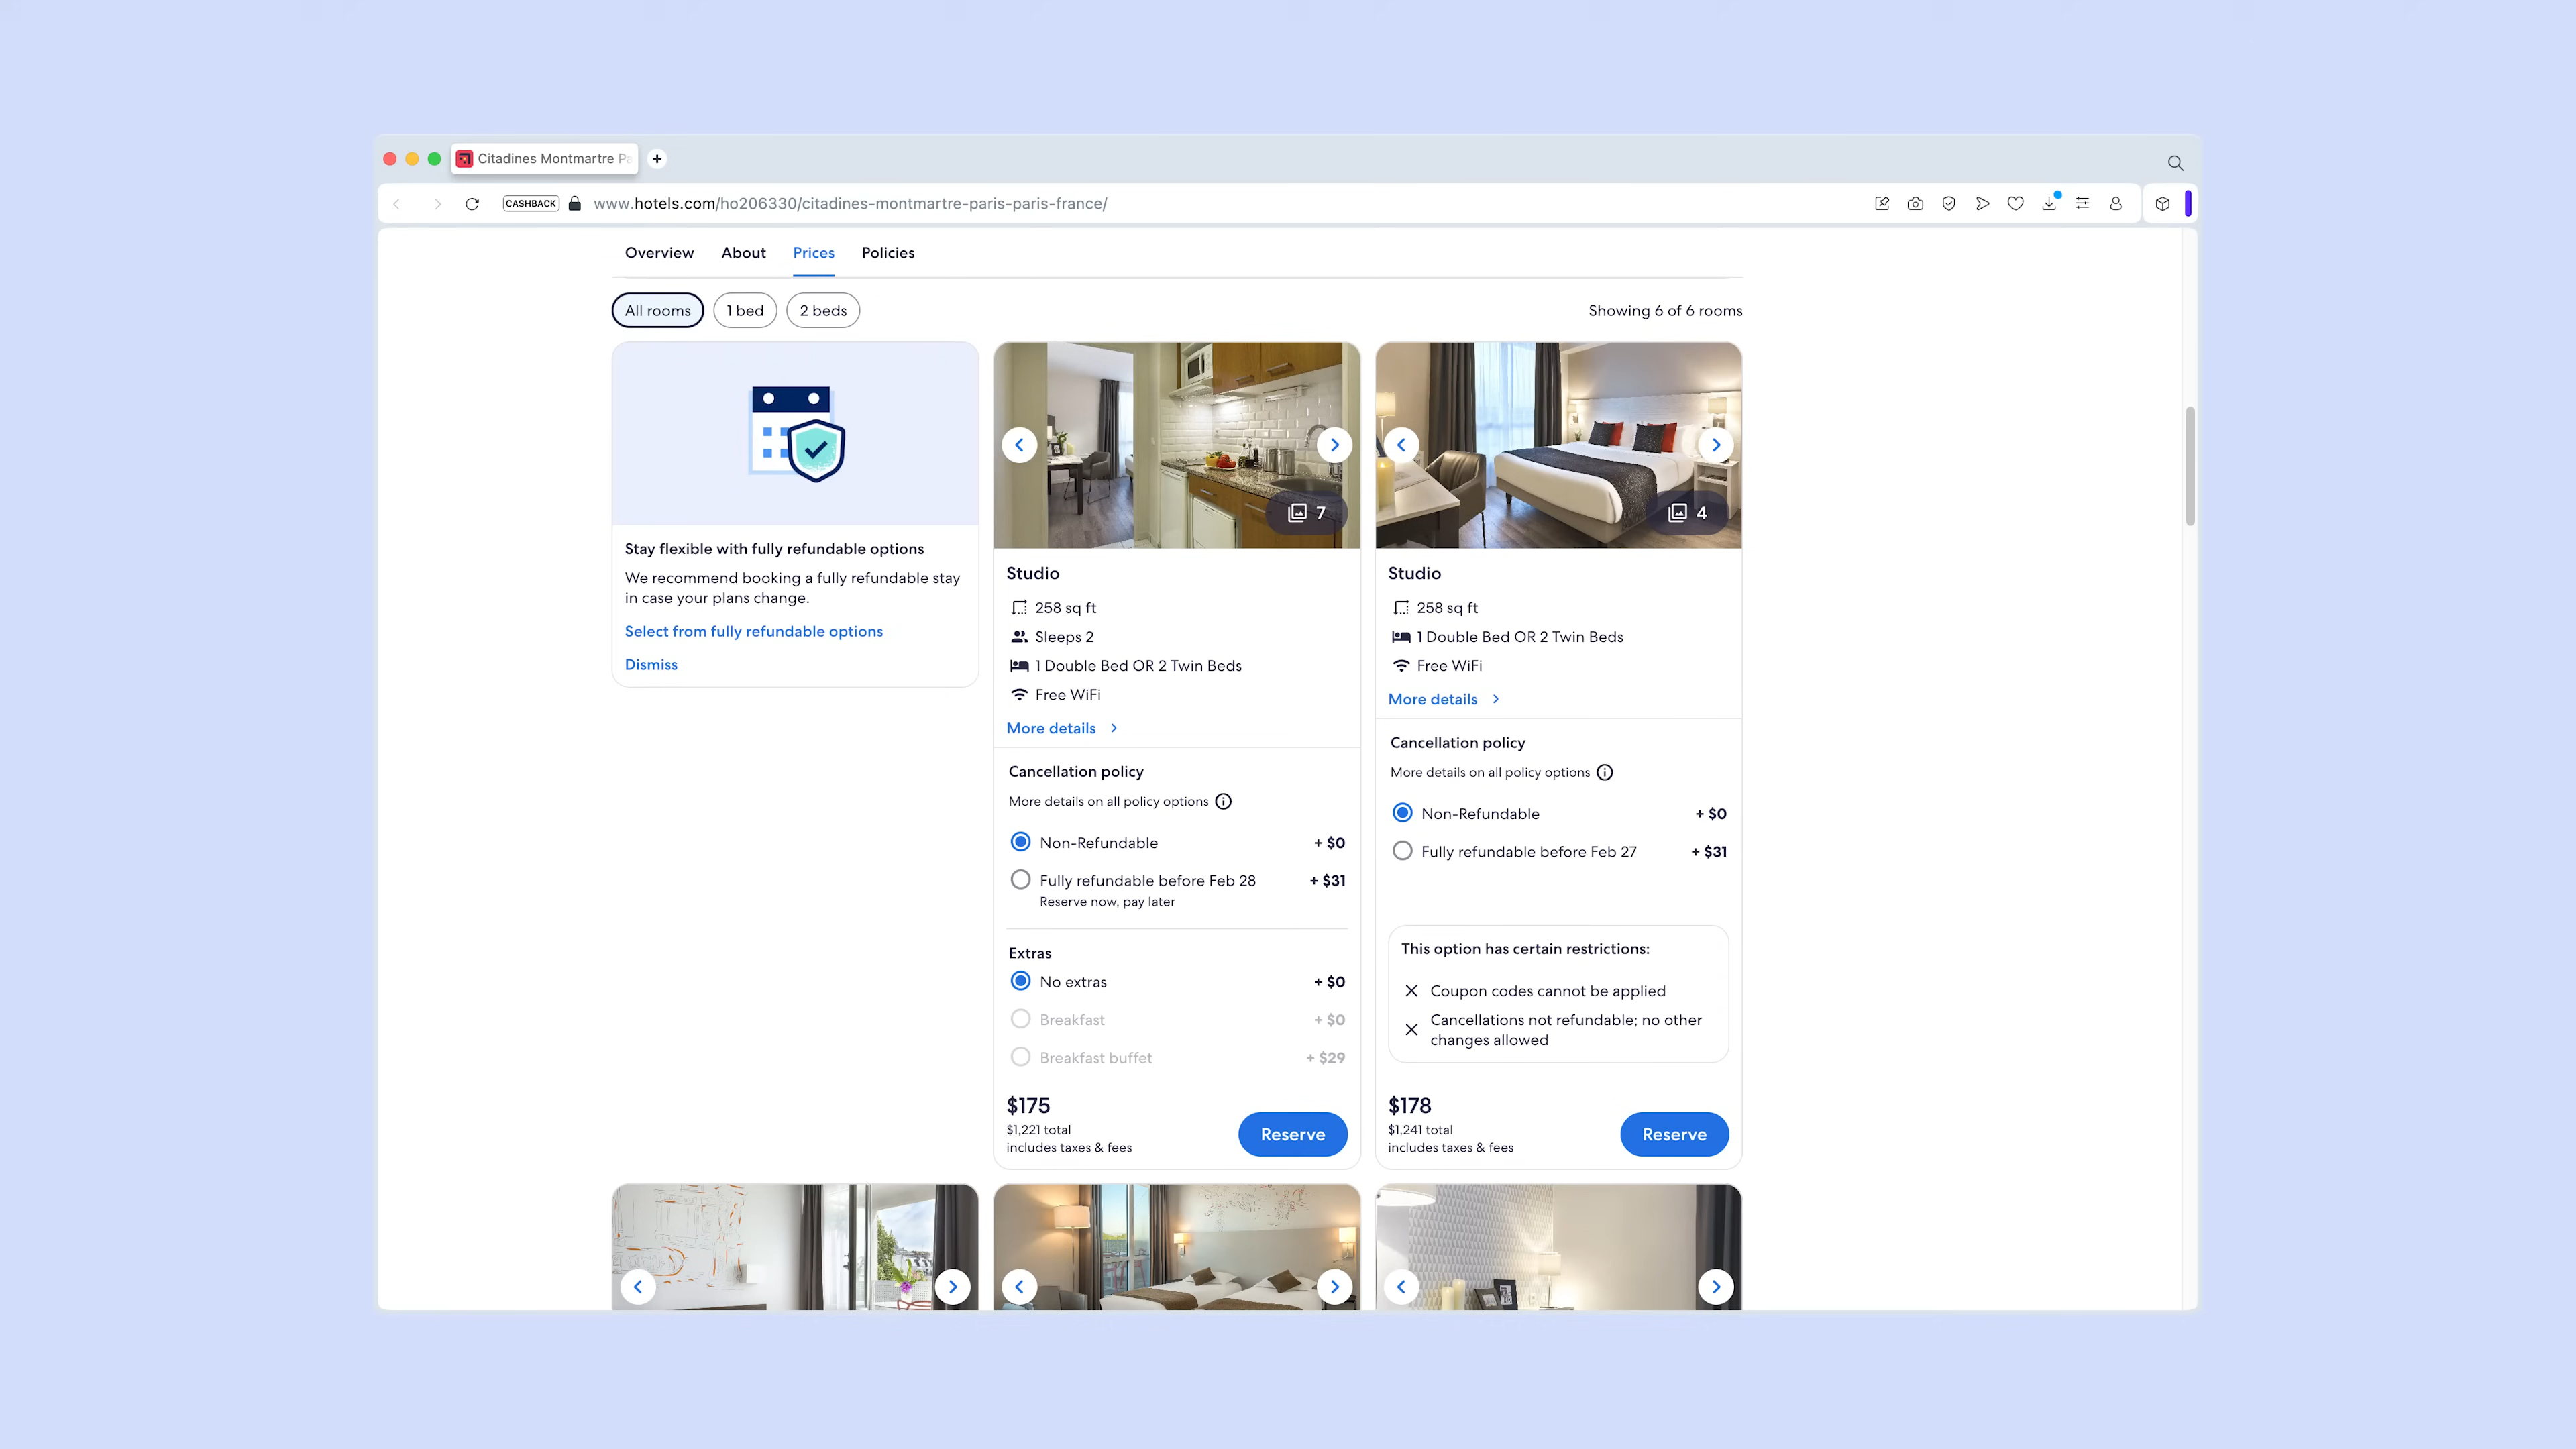 Citadines Montmartre Pa
CASHBACK
www.hotels.com/ho206330/citadines-montmartre-paris-paris-france/
Overview
About
Prices
Policies
All rooms
1 bed
2 beds
Showing 6 of 6 rooms
Stay flexible with fully refundable options
We recommend booking a fully refundable stay
in case your plans change.
Select from fully refundable options
Dismiss
7
Studio
258 sq ft
Sleeps 2
1 Double Bed OR 2 Twin Beds
Free WiFi
More details
Cancellation policy
More details on all policy options
Non-Refundable + $0
Fully refundable before Feb 28 + $31
Reserve now, pay later
Extras
No extras + $0
Breakfast + $0
Breakfast buffet + $29
$175
$1,221 total
includes taxes & fees
Reserve
4
Studio
258 sq ft
1 Double Bed OR 2 Twin Beds
Free WiFi
More details
Cancellation policy
More details on all policy options
Non-Refundable + $0
Fully refundable before Feb 27 + $31
This option has certain restrictions:
Coupon codes cannot be applied
Cancellations not refundable; no other
changes allowed
$178
$1,241 total
includes taxes & fees
Reserve